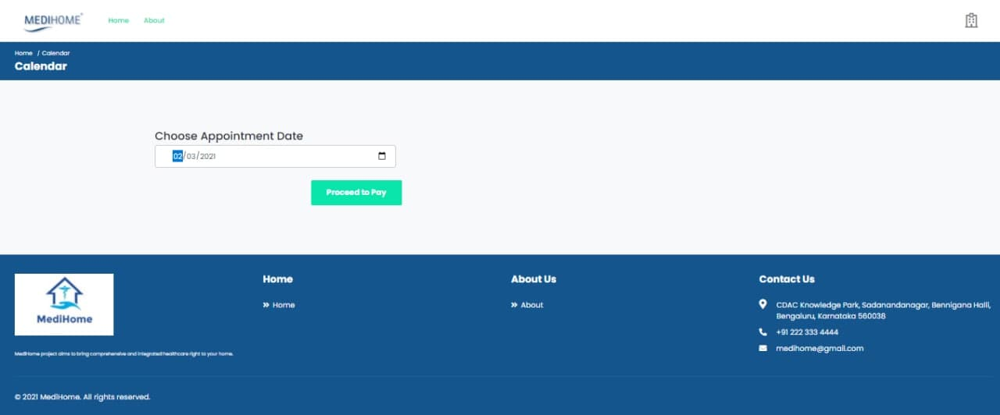 MEDIHOME
Home About
Home / Calendar
Calendar
Choose Appointment Date
02/03/2021
Proceed to Pay
MediHome
MediHome project aims to bring comprehensive and integrated healthcare right to your home.
Home
» Home
About Us
» About
Contact Us
CDAC Knowledge Park, Sadanandanagar, Bennigana Halli,
Bengaluru, Karnataka 560038
+91 222 333 4444
medihome@gmail.com
© 2021 MediHome. All rights reserved.